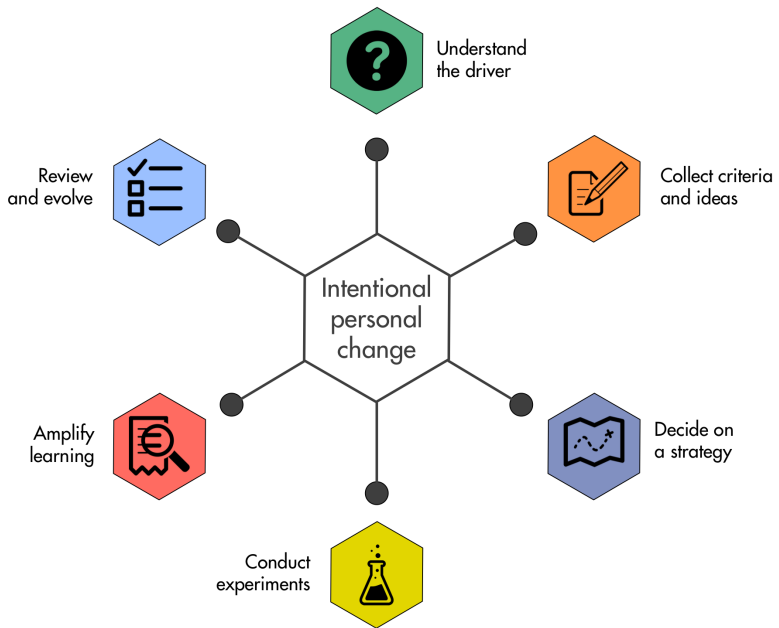 Understand
the driver
Collect criteria
and ideas
Decide on
a strategy
Conduct
experiments
Amplify
learning
Review
and evolve
Intentional
personal
change